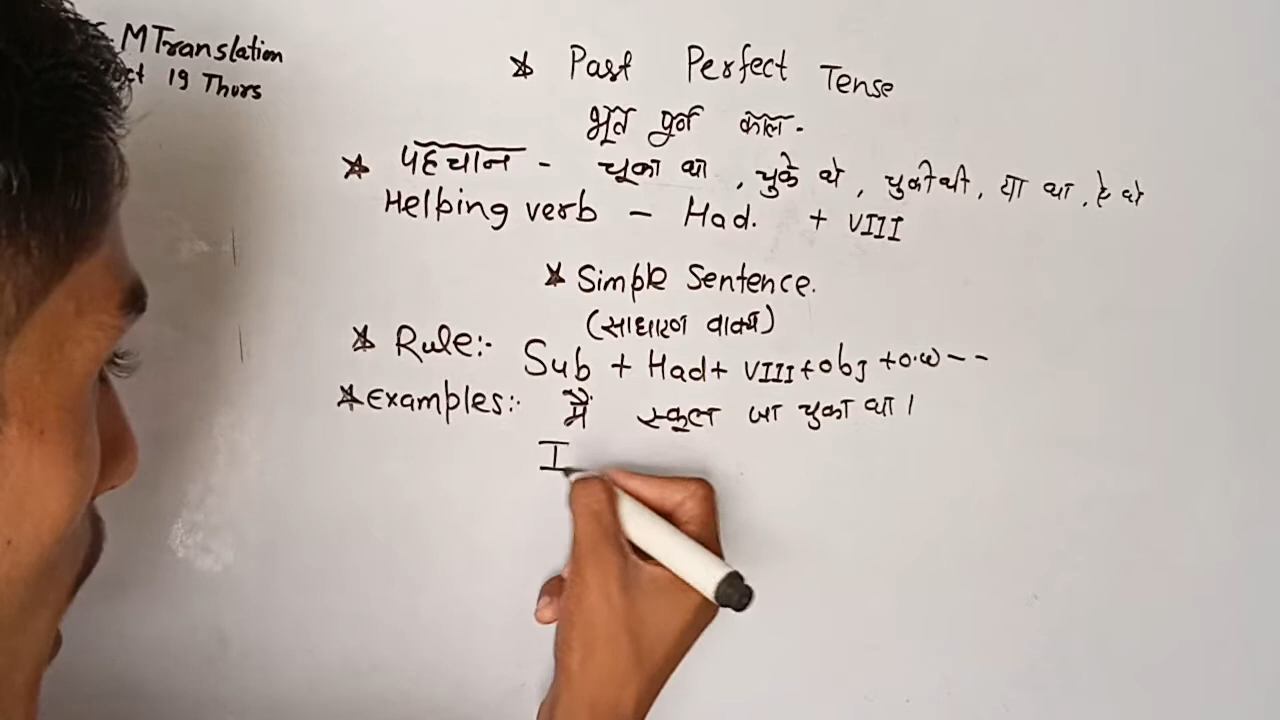 MTranslation
19 Thurs
* Past Perfect Tense
भूत पुर्न काल.
* पहचान - चूका था , चुके थे , चुकी थी, या था , है थे
Helping verb - Had. + VIII
* Simple Sentence.
(साधारण वाक्य)
* Rule:- Sub + Had + VIII + obj + o.w --
* Examples:- मैं स्कूल जा चुका था।
I